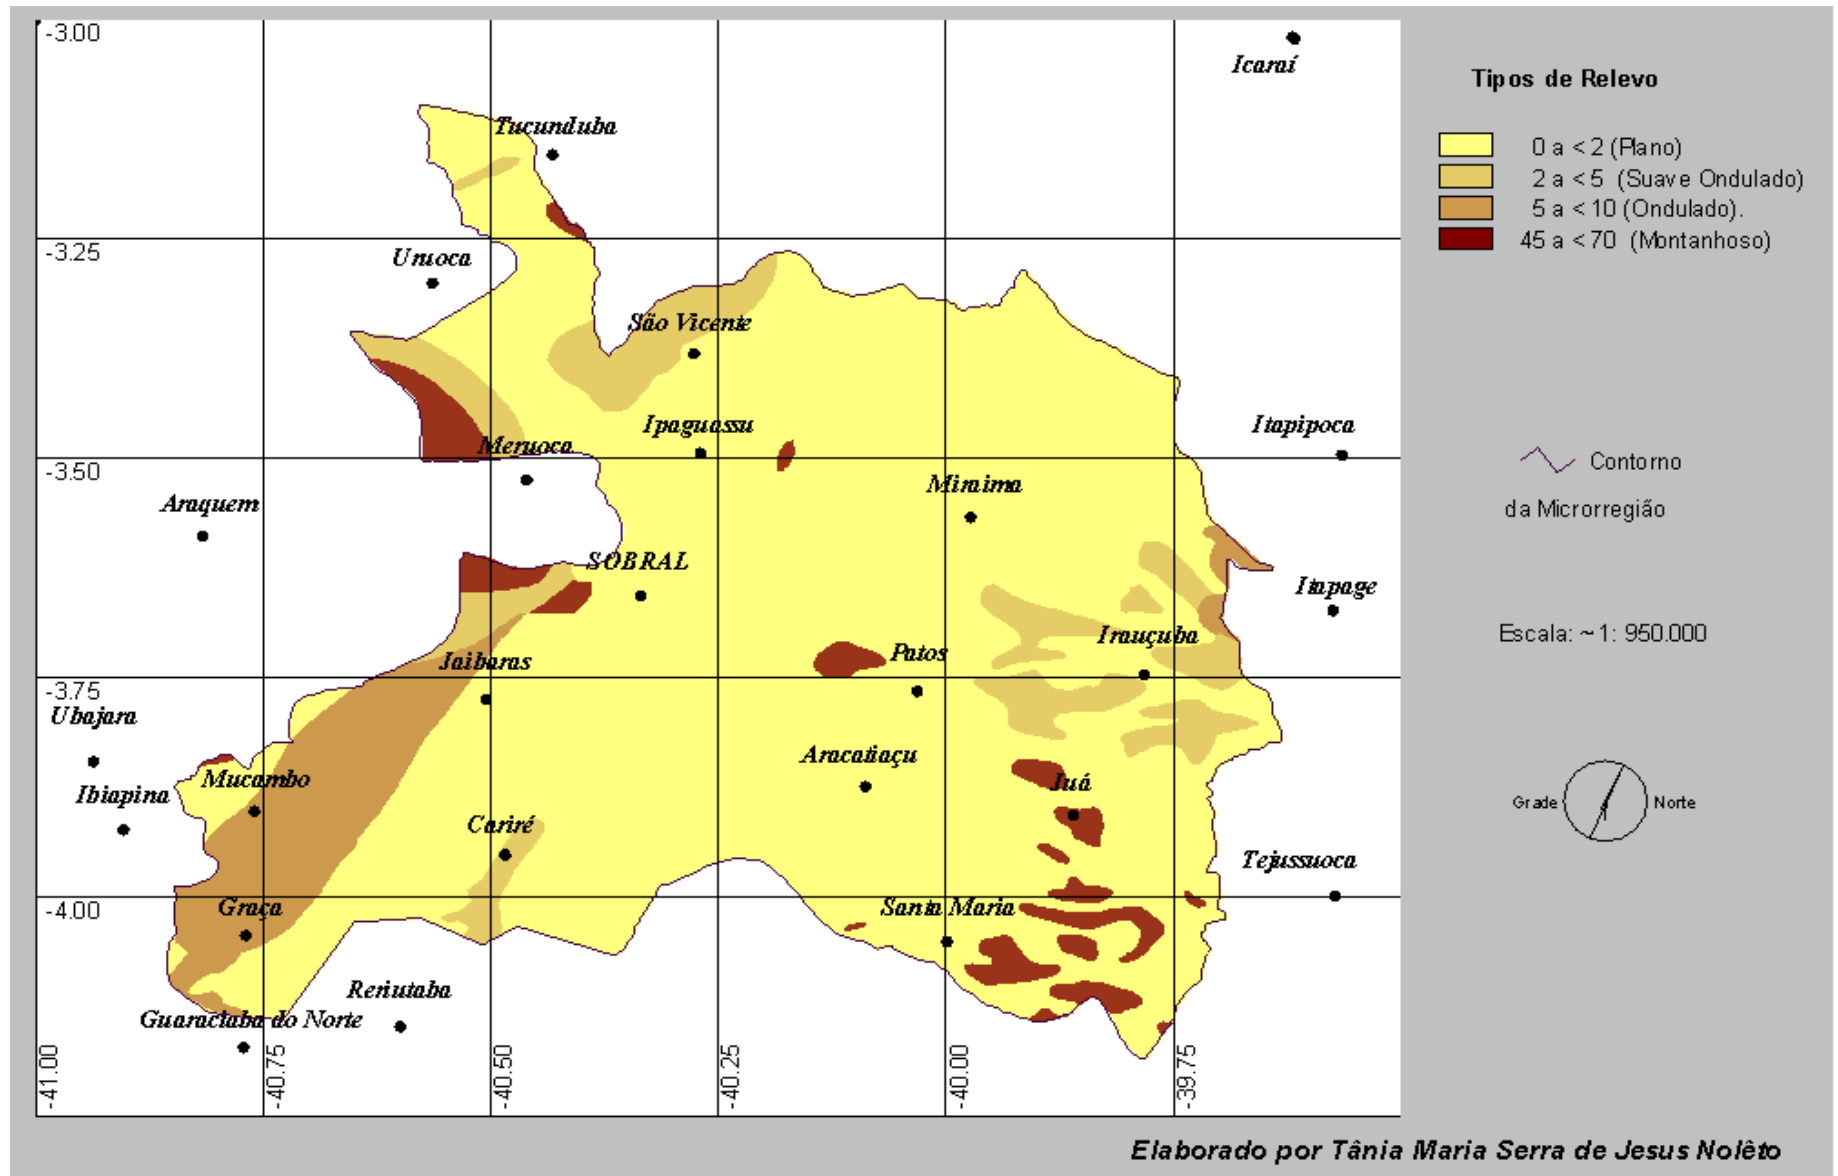 -3.00
Icaraí
Tucunduba
-3.25
Uruoca
São Vicente
Ipaguassu
Itapipoca
Meruoca
-3.50
Miraima
Araquem
SOBRAL
Itapage
Irauçuba
Patos
Jaibaras
-3.75
Ubajara
Aracatiaçu
Mucambo
Juá
Ibiapina
Cariré
Tejussuoca
-4.00
Graça
Santa Maria
Reriutaba
Guaraciaba do Norte
-41.00
-40.75
-40.50
-40.25
-40.00
-39.75
Tipos de Relevo
0 a < 2 (Plano)
2 a < 5 (Suave Ondulado)
5 a < 10 (Ondulado).
45 a < 70 (Montanhoso)
Contorno
da Microrregião
Escala: ~ 1: 950.000
Grade Norte
Elaborado por Tânia Maria Serra de Jesus Nolêto